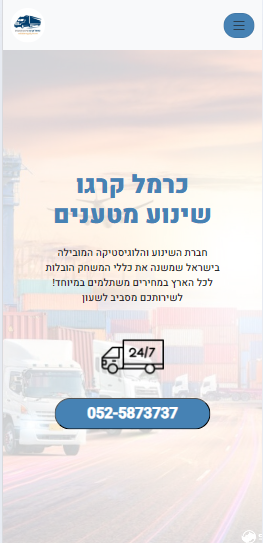 כרמל קרגו
שינוע מטענים
חברת השינוע והלוגיסטיקה המובילה
בישראל שמשנה את כללי המשחק הובלות
לכל הארץ במחירים משתלמים במיוחד!
לשירותכם מסביב לשעון
24/7
052-5873737